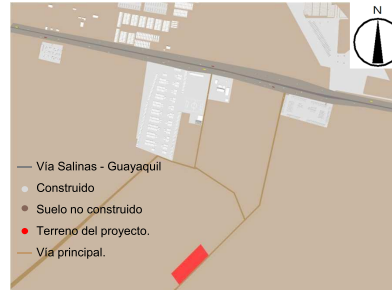 N
Vía Salinas - Guayaquil
Construido
Suelo no construido
Terreno del proyecto.
Vía principal.